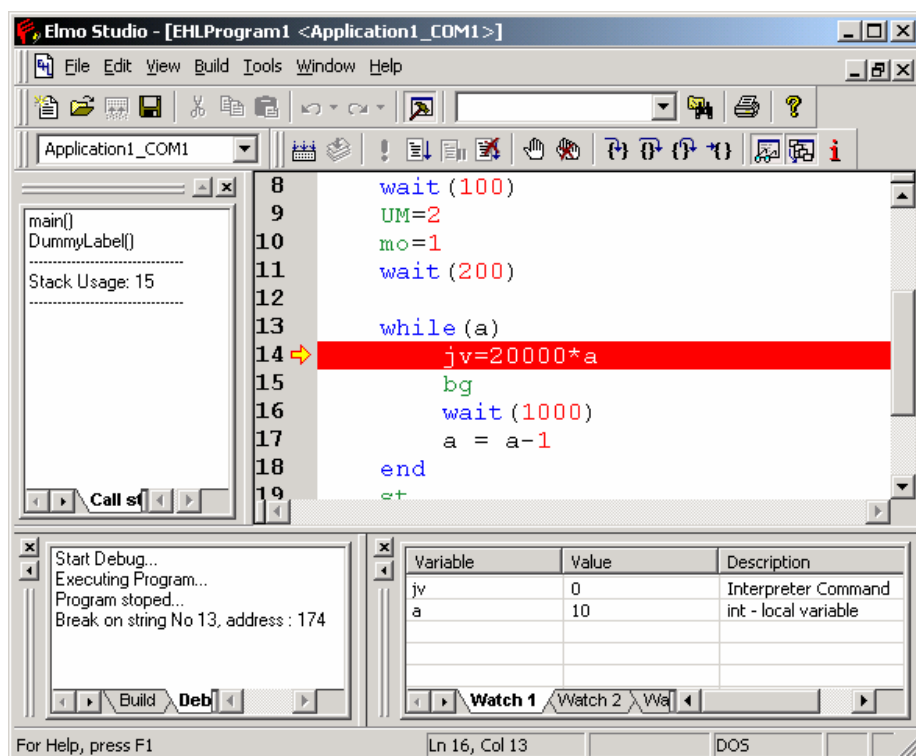 Elmo Studio - [EHLProgram1 <Application1_COM1>]
File Edit View Build Tools Window Help
Application1_COM1
main()
DummyLabel()
Stack Usage: 15
8 wait(100)
9 UM=2
10 mo=1
11 wait(200)
12
13 while(a)
14 jv=20000*a
15 bg
16 wait(1000)
17 a = a-1
18 end
19 st
Call st
Start Debug...
Executing Program...
Program stoped...
Break on string No 13, address : 174
Build Deb
Variable Value Description
jv 0 Interpreter Command
a 10 int - local variable
Watch 1 Watch 2 Wa
For Help, press F1 Ln 16, Col 13 DOS